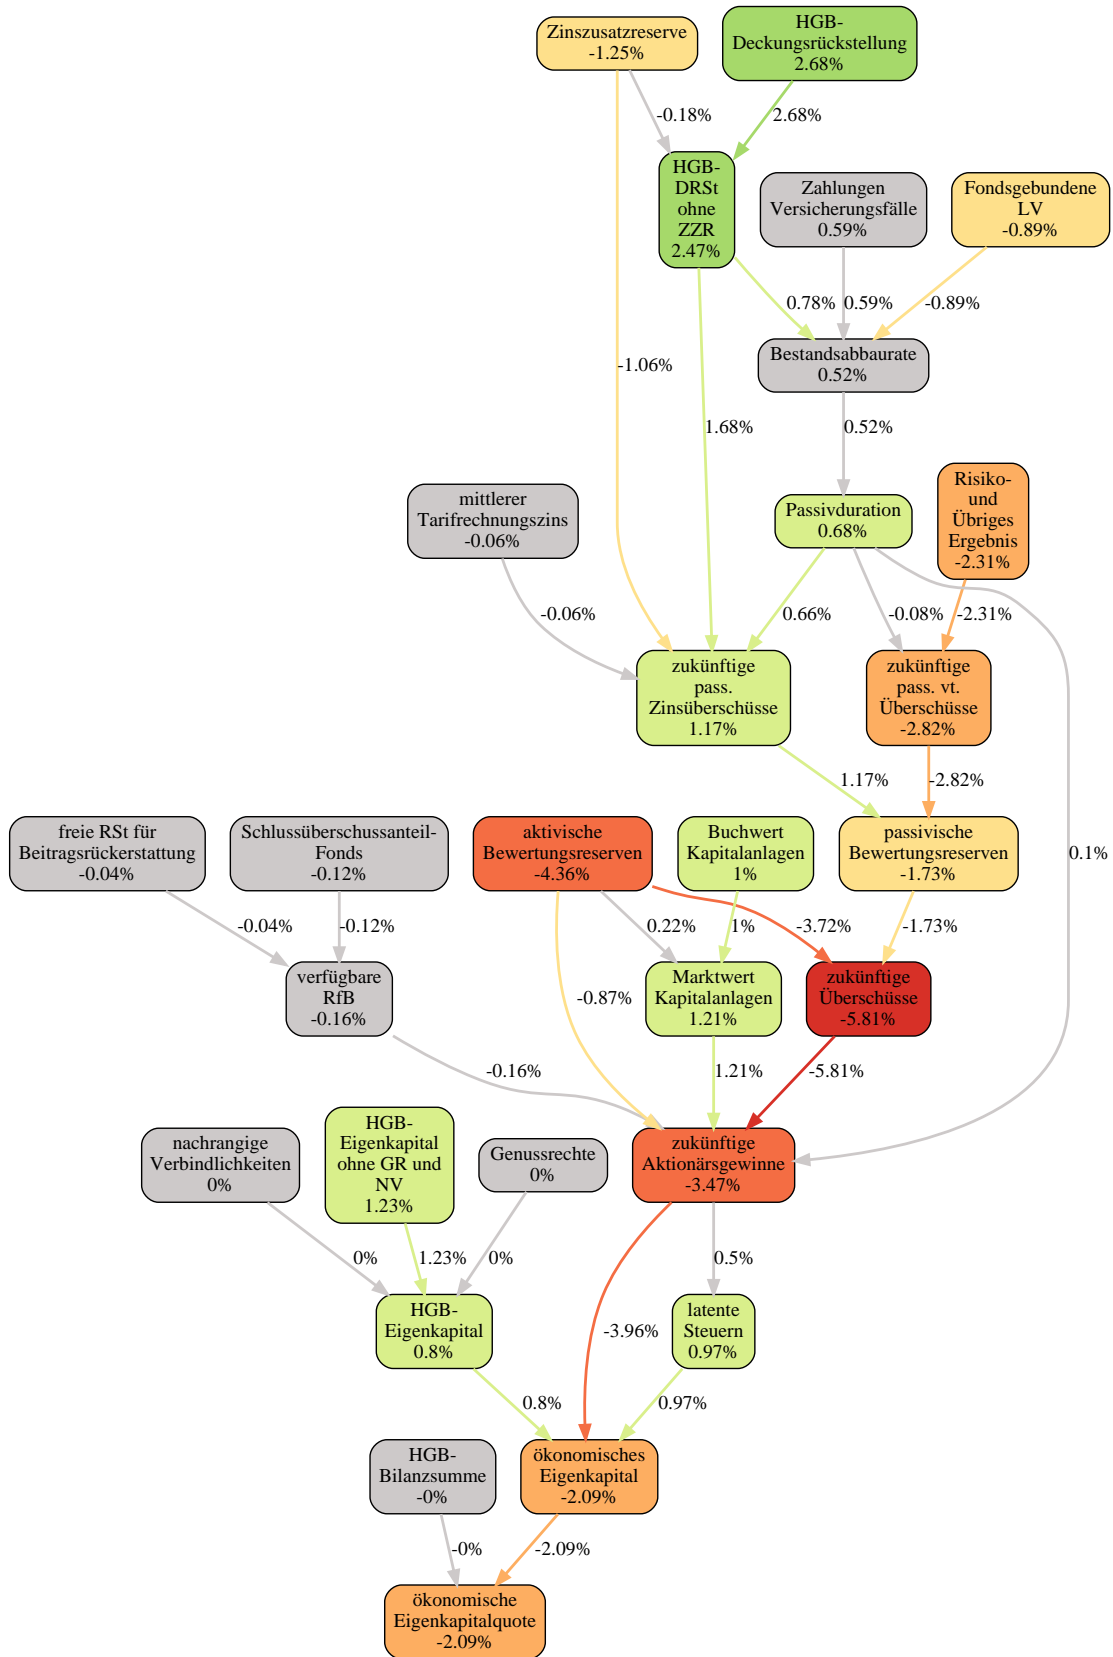 Zinszusatzreserve
-1.25%
HGB-
Deckungsrückstellung
2.68%
-0.18%
2.68%
HGB-
DRSt
ohne
ZZR
2.47%
Zahlungen
Versicherungsfälle
0.59%
Fondsgebundene
LV
-0.89%
0.78%
0.59%
-0.89%
Bestandsabbaurate
0.52%
-1.06%
1.68%
0.52%
mittlerer
Tarifrechnungszins
-0.06%
Passivduration
0.68%
Risiko-
und
Übriges
Ergebnis
-2.31%
-0.06%
0.66%
-0.08%
-2.31%
zukünftige
pass.
Zinsüberschüsse
1.17%
zukünftige
pass. vt.
Überschüsse
-2.82%
1.17%
-2.82%
freie RSt für
Beitragsrückerstattung
-0.04%
Schlussüberschussanteil-
Fonds
-0.12%
aktivische
Bewertungsreserven
-4.36%
Buchwert
Kapitalanlagen
1%
passivische
Bewertungsreserven
-1.73%
0.1%
-0.04%
-0.12%
0.22%
1%
-3.72%
-1.73%
verfügbare
RfB
-0.16%
-0.87%
Marktwert
Kapitalanlagen
1.21%
zukünftige
Überschüsse
-5.81%
-0.16%
1.21%
-5.81%
nachrangige
Verbindlichkeiten
0%
HGB-
Eigenkapital
ohne GR und
NV
1.23%
Genussrechte
0%
zukünftige
Aktionärsgewinne
-3.47%
0%
1.23%
0%
0.5%
HGB-
Eigenkapital
0.8%
-3.96%
latente
Steuern
0.97%
0.8%
0.97%
HGB-
Bilanzsumme
-0%
ökonomisches
Eigenkapital
-2.09%
-0%
-2.09%
ökonomische
Eigenkapitalquote
-2.09%